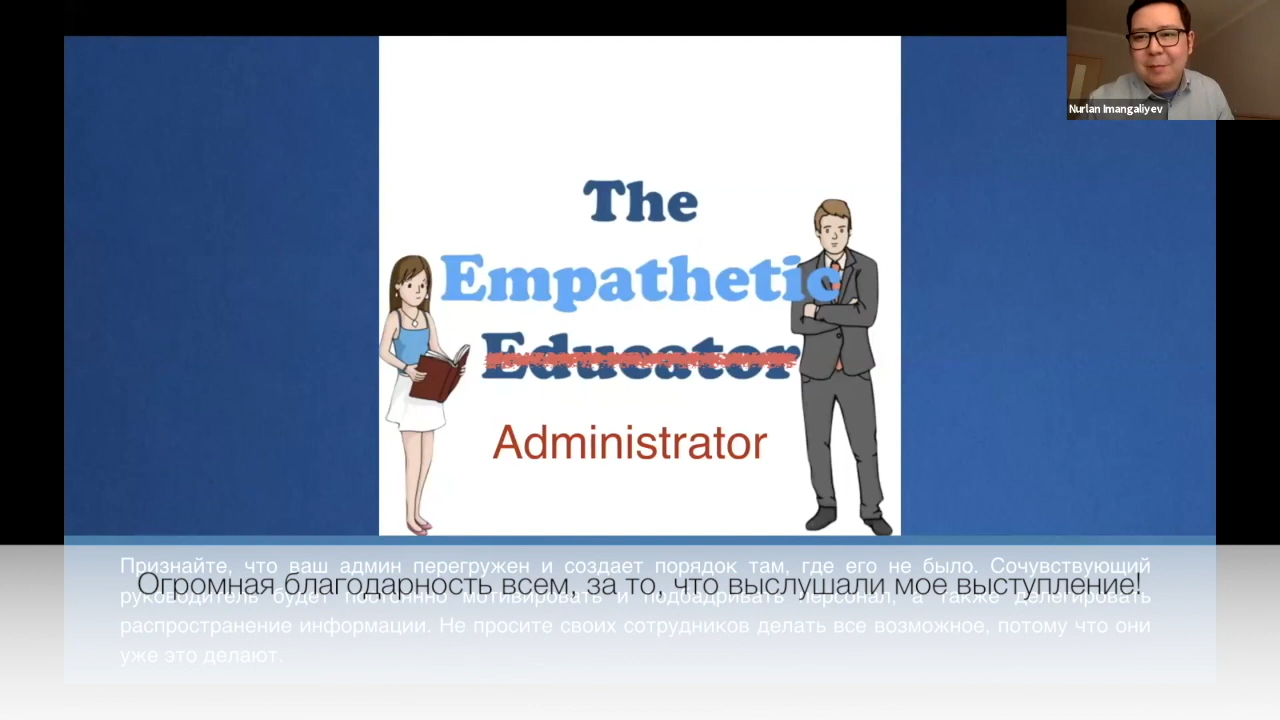 Nurlan Imangaliyev
The
Empathetic
Educator
Administrator
Признайте, что ваш админ перегружен и создает порядок там, где его не было. Сочувствующий
Огромная благодарность всем, за то, что выслушали мое выступление!
руководитель будет постянно мотивировать и подбадривать персонал, а также делегировать
распространение информации. Не просите своих сотрудников делать все возможное, потому что они
уже это делают.